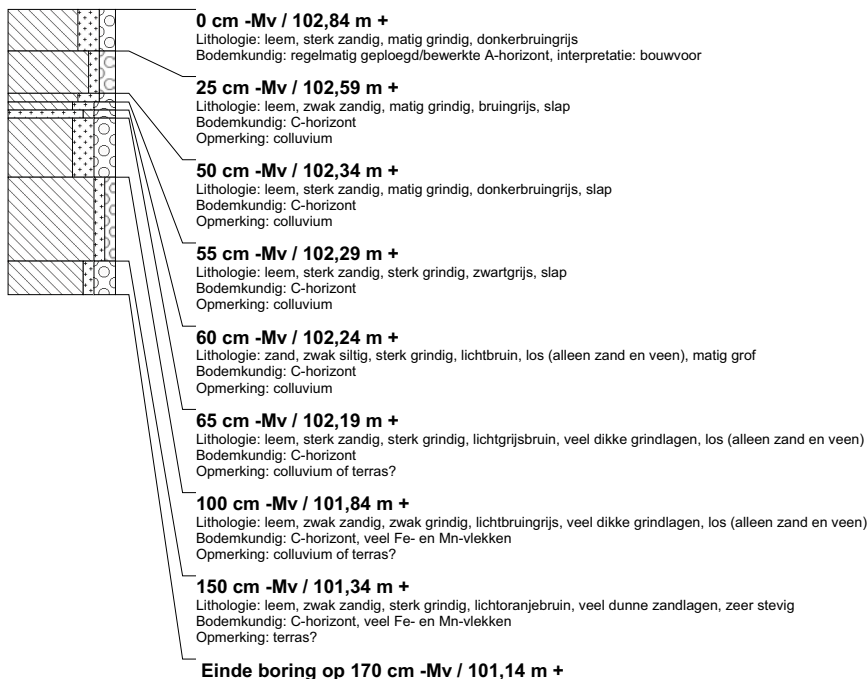 0 cm -Mv / 102,84 m +
Lithologie: leem, sterk zandig, matig grindig, donkerbruingrijs
Bodemkundig: regelmatig geploegd/bewerkte A-horizont, interpretatie: bouwvoor
25 cm -Mv / 102,59 m +
Lithologie: leem, zwak zandig, matig grindig, bruingrijs, slap
Bodemkundig: C-horizont
Opmerking: colluvium
50 cm -Mv / 102,34 m +
Lithologie: leem, sterk zandig, matig grindig, donkerbruingrijs, slap
Bodemkundig: C-horizont
Opmerking: colluvium
55 cm -Mv / 102,29 m +
Lithologie: leem, sterk zandig, sterk grindig, zwartgrijs, slap
Bodemkundig: C-horizont
Opmerking: colluvium
60 cm -Mv / 102,24 m +
Lithologie: zand, zwak siltig, sterk grindig, lichtbruin, los (alleen zand en veen), matig grof
Bodemkundig: C-horizont
Opmerking: colluvium
65 cm -Mv / 102,19 m +
Lithologie: leem, sterk zandig, sterk grindig, lichtgrijsbruin, veel dikke grindlagen, los (alleen zand en veen)
Bodemkundig: C-horizont
Opmerking: colluvium of terras?
100 cm -Mv / 101,84 m +
Lithologie: leem, zwak zandig, zwak grindig, lichtbruingrijs, veel dikke grindlagen, los (alleen zand en veen)
Bodemkundig: C-horizont, veel Fe- en Mn-vlekken
Opmerking: colluvium of terras?
150 cm -Mv / 101,34 m +
Lithologie: leem, zwak zandig, sterk grindig, lichtoranjebruin, veel dunne zandlagen, zeer stevig
Bodemkundig: C-horizont, veel Fe- en Mn-vlekken
Opmerking: terras?
Einde boring op 170 cm -Mv / 101,14 m +